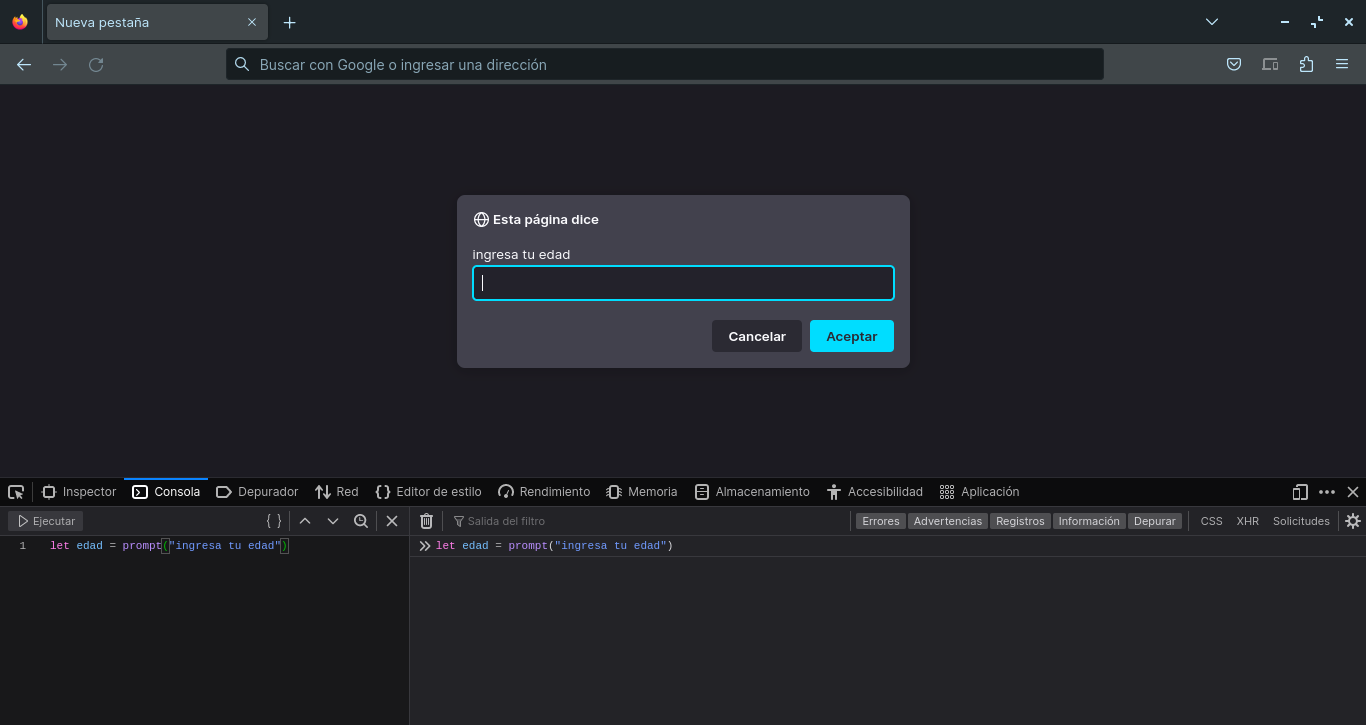 Nueva pestaña
Buscar con Google o ingresar una dirección
Esta página dice
ingresa tu edad
Cancelar Aceptar
Inspector Consola Depurador Red Editor de estilo Rendimiento Memoria Almacenamiento Accesibilidad Aplicación
Ejecutar { } Salida del filtro Errores Advertencias Registros Información Depurar CSS XHR Solicitudes
1 let edad = prompt("ingresa tu edad")
let edad = prompt("ingresa tu edad")